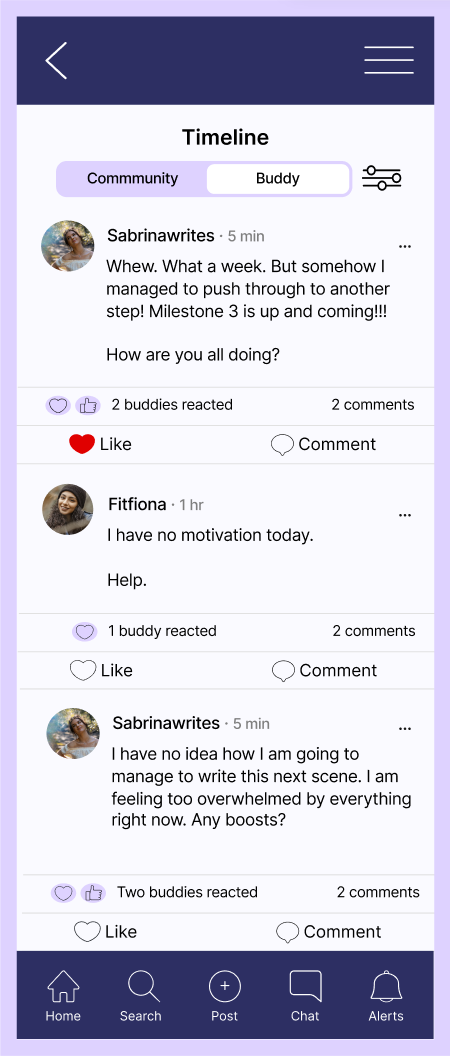 Timeline
Commmunity
Buddy
Sabrinawrites · 5 min
...
Whew. What a week. But somehow I
managed to push through to another
step! Milestone 3 is up and coming!!!
How are you all doing?
2 buddies reacted
2 comments
Like
Comment
Fitfiona · 1 hr
...
I have no motivation today.
Help.
1 buddy reacted
2 comments
Like
Comment
Sabrinawrites · 5 min
...
I have no idea how I am going to
manage to write this next scene. I am
feeling too overwhelmed by everything
right now. Any boosts?
Two buddies reacted
2 comments
Like
Comment
Home
Search
Post
Chat
Alerts